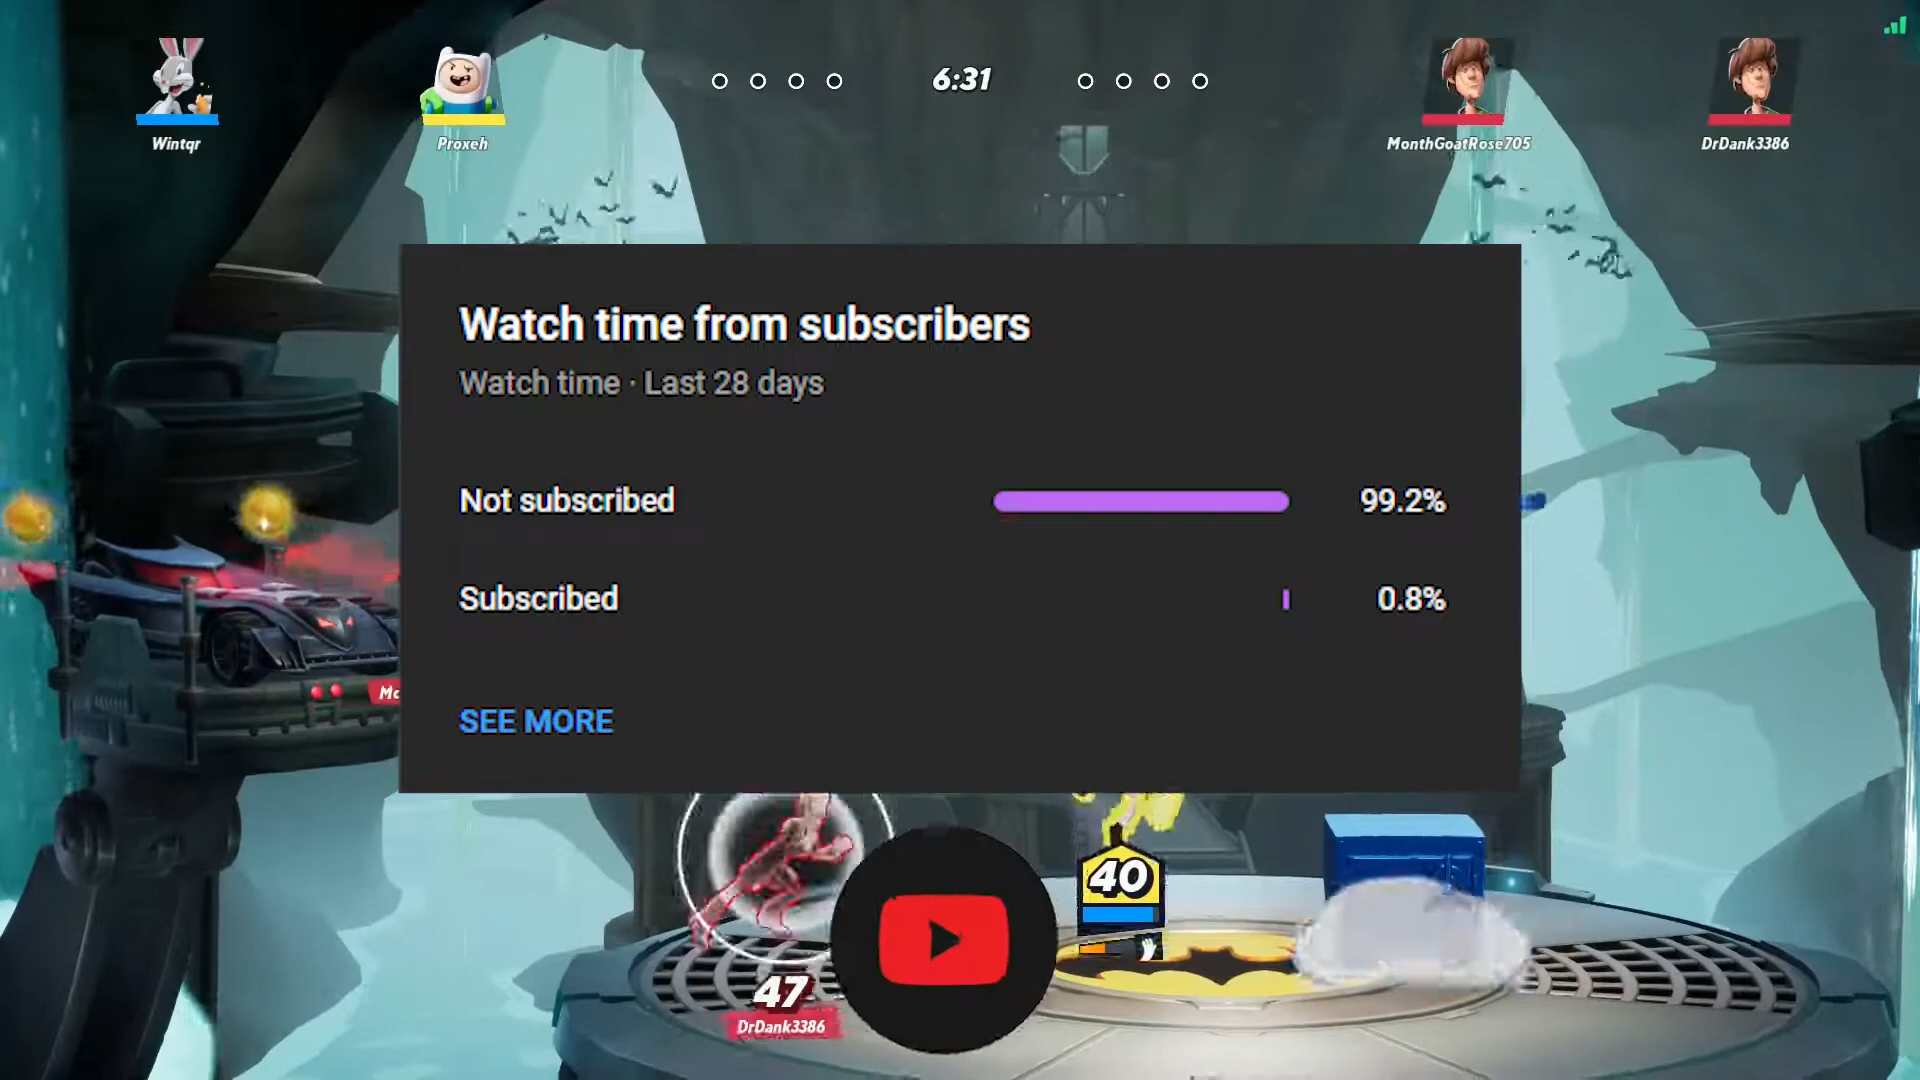 6:31
Wintqr
Proxeh
MonthGoatRose705
DrDank3386
Watch time from subscribers
Watch time · Last 28 days
Not subscribed
99.2%
Subscribed
0.8%
Mo
SEE MORE
40
47
DrDank3386